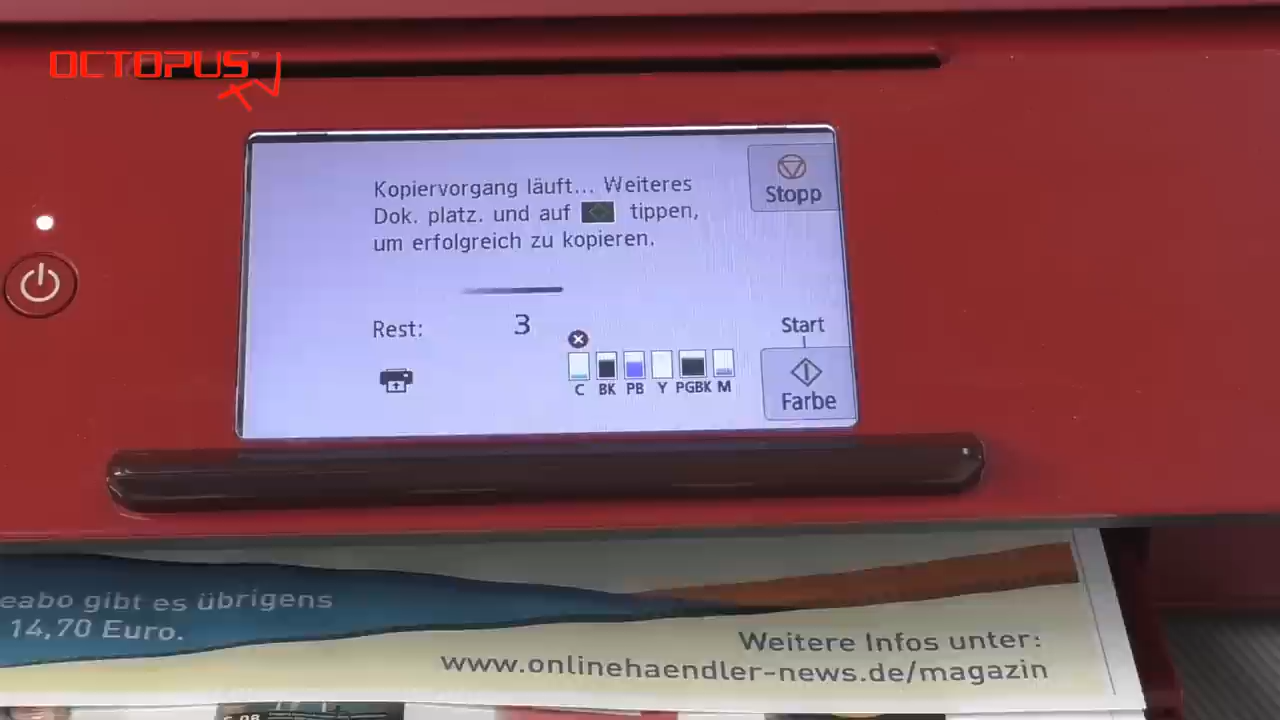 OCTOPUS
TV
Kopiervorgang läuft... Weiteres
Dok. platz. und auf tippen,
um erfolgreich zu kopieren.
Stopp
Rest: 3
Start
C BK PB Y PGBK M
Farbe
eabo gibt es übrigens
14,70 Euro.
Weitere Infos unter:
www.onlinehaendler-news.de/magazin